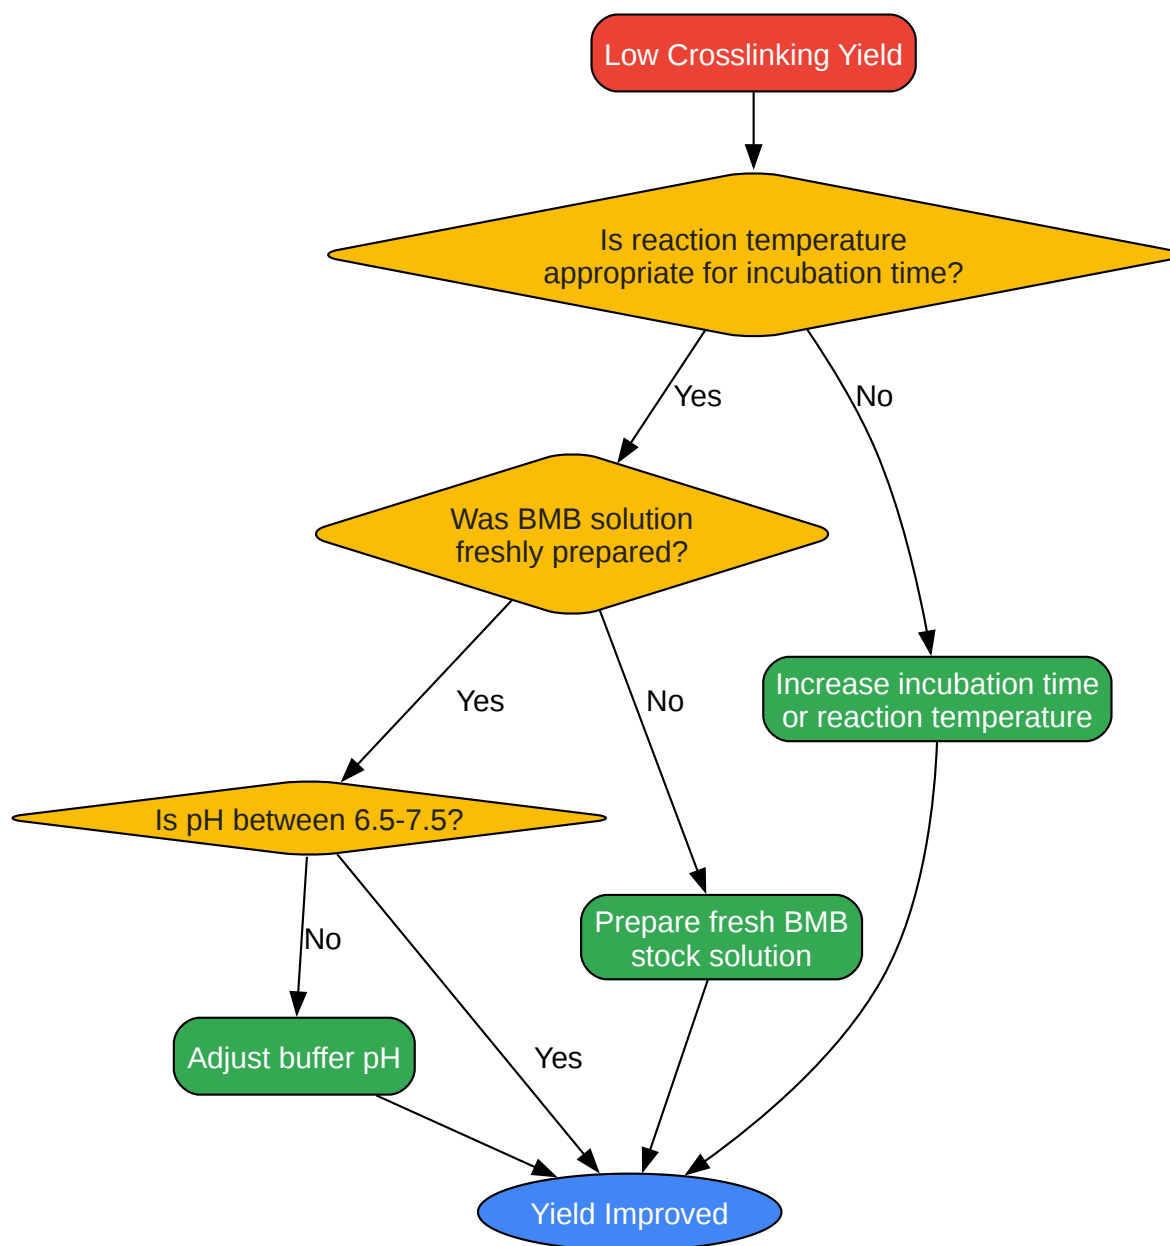 Low Crosslinking Yield
Is reaction temperature
appropriate for incubation time?
Yes
No
Was BMB solution
freshly prepared?
Yes
No
Increase incubation time
or reaction temperature
Is pH between 6.5-7.5?
Prepare fresh BMB
stock solution
No
Yes
Adjust buffer pH
Yield Improved